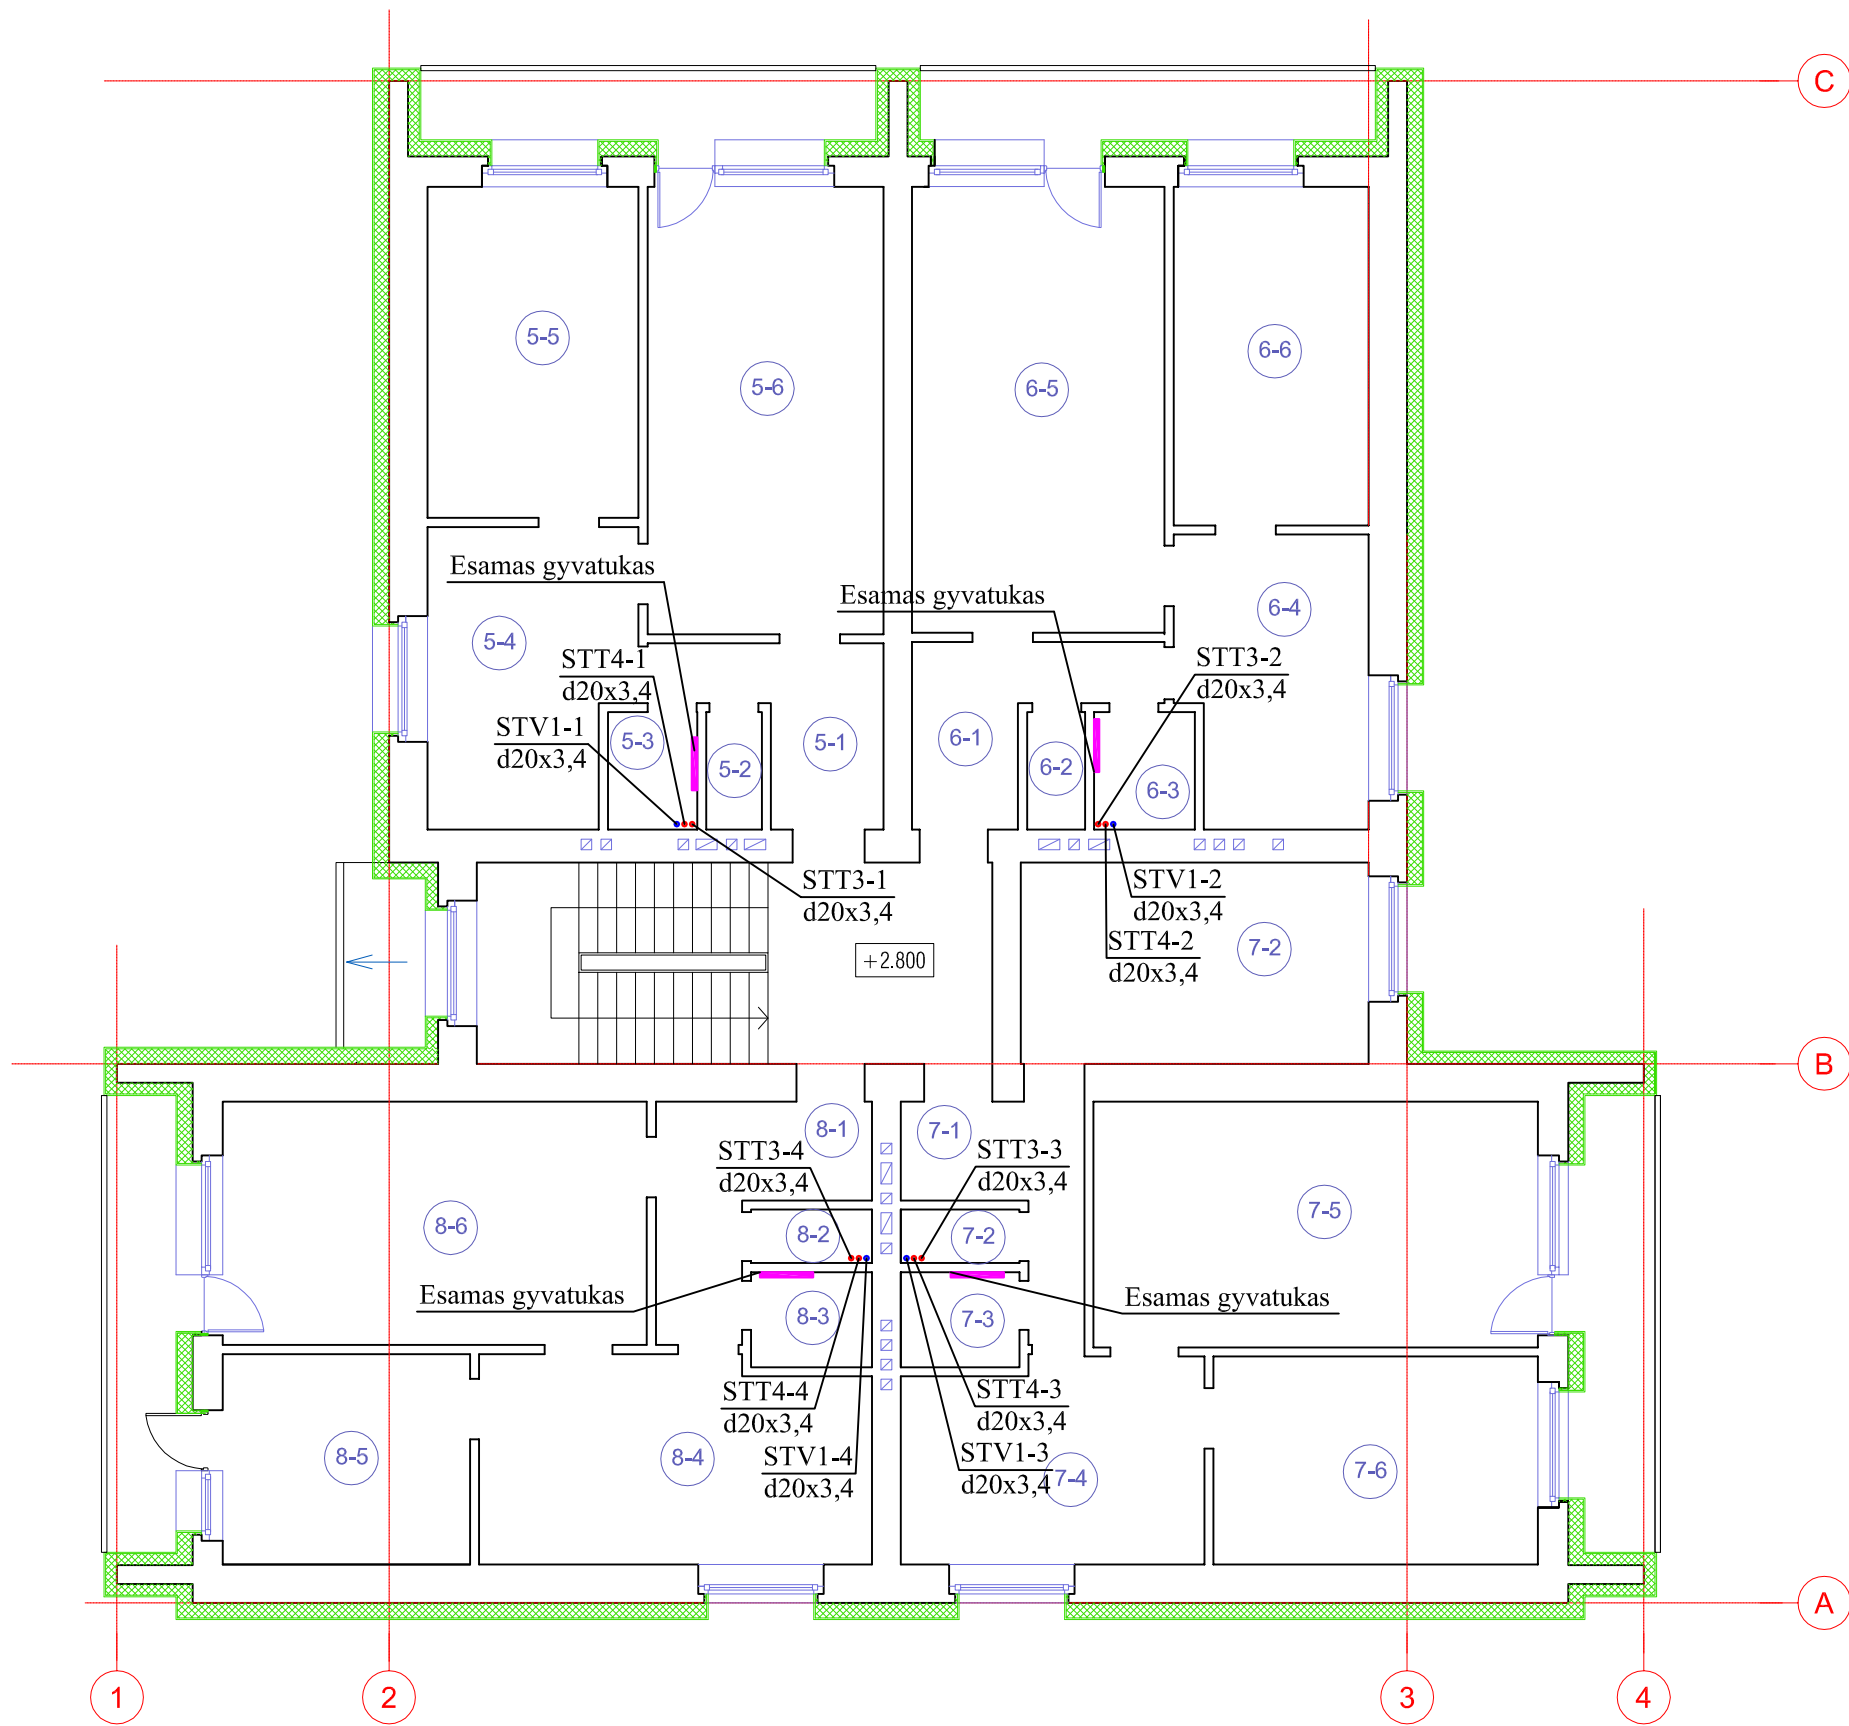 C
5-5
6-6
5-6
6-5
Esamas gyvatukas
Esamas gyvatukas
6-4
5-4
STT4-1
d20x3,4
STT3-2
d20x3,4
STV1-1
d20x3,4
5-3
5-2
5-1
6-1
6-2
6-3
STT3-1
d20x3,4
STV1-2
d20x3,4
STT4-2
d20x3,4
+2.800
7-2
B
8-1
7-1
STT3-4
d20x3,4
STT3-3
d20x3,4
8-6
8-2
7-2
7-5
Esamas gyvatukas
Esamas gyvatukas
8-3
7-3
STT4-4
d20x3,4
STT4-3
d20x3,4
STV1-4
d20x3,4
STV1-3
d20x3,4
8-5
8-4
7-4
7-6
A
1
2
3
4